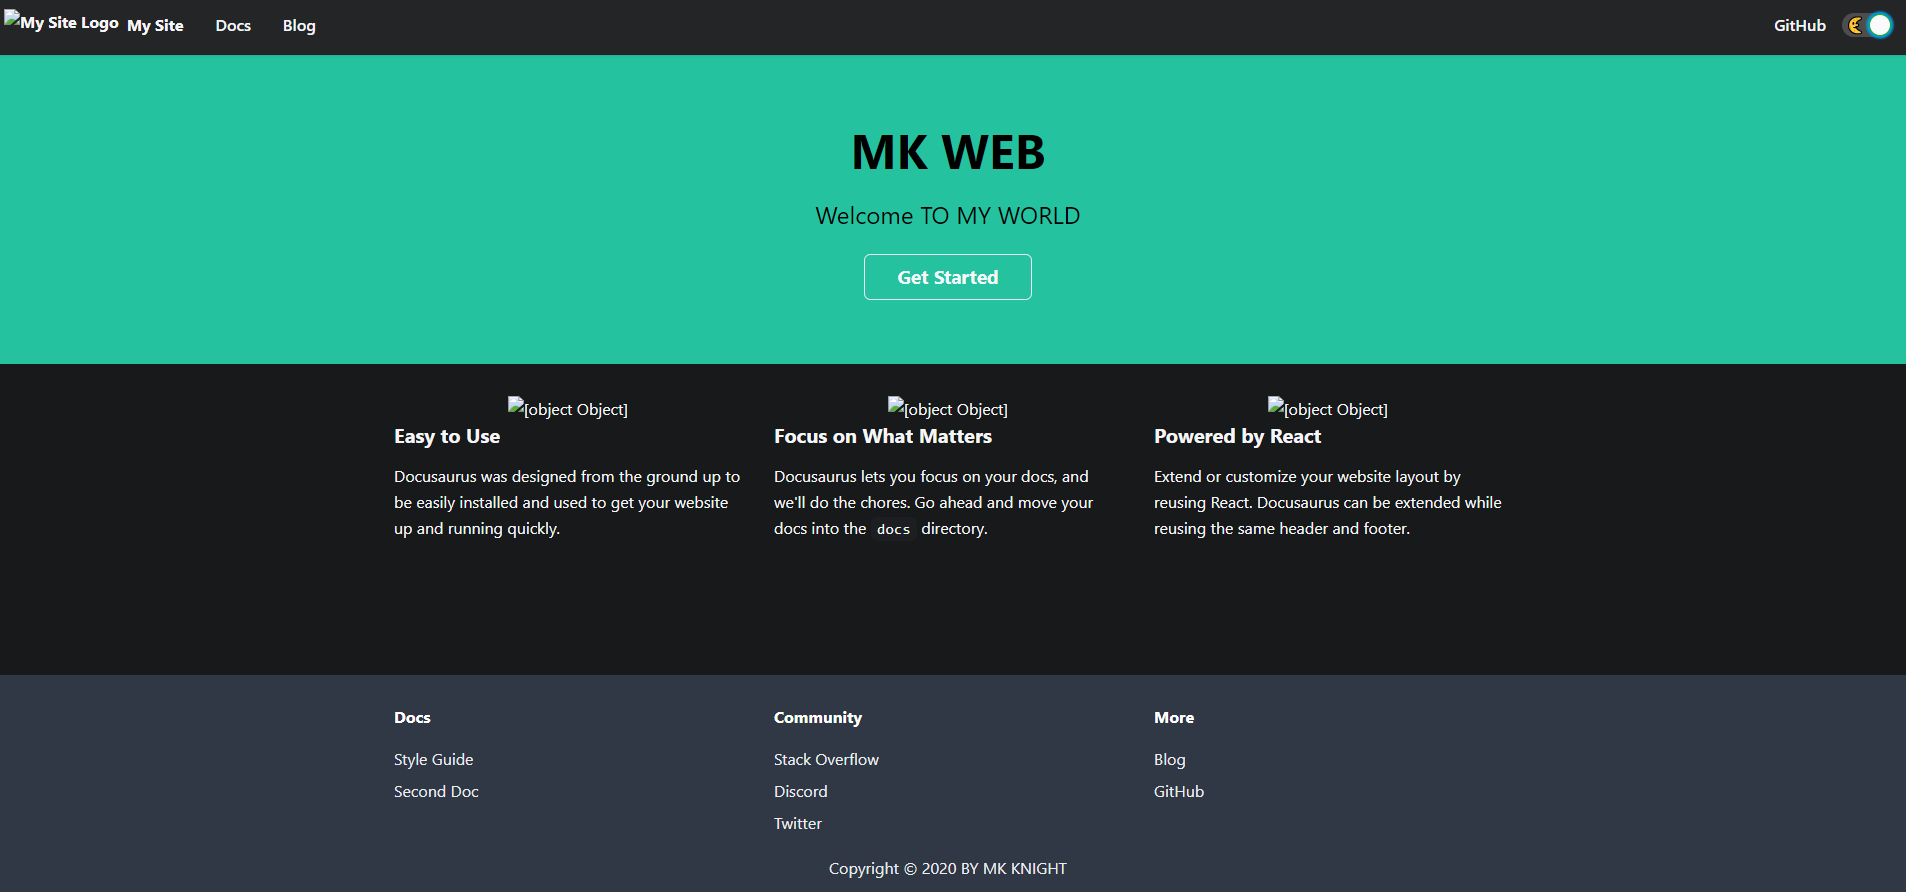 My Site Logo My Site Docs Blog GitHub
MK WEB
Welcome TO MY WORLD
Get Started
[object Object]
Easy to Use
Docusaurus was designed from the ground up to
be easily installed and used to get your website
up and running quickly.
[object Object]
Focus on What Matters
Docusaurus lets you focus on your docs, and
we'll do the chores. Go ahead and move your
docs into the docs directory.
[object Object]
Powered by React
Extend or customize your website layout by
reusing React. Docusaurus can be extended while
reusing the same header and footer.
Docs
Style Guide
Second Doc
Community
Stack Overflow
Discord
Twitter
More
Blog
GitHub
Copyright © 2020 BY MK KNIGHT